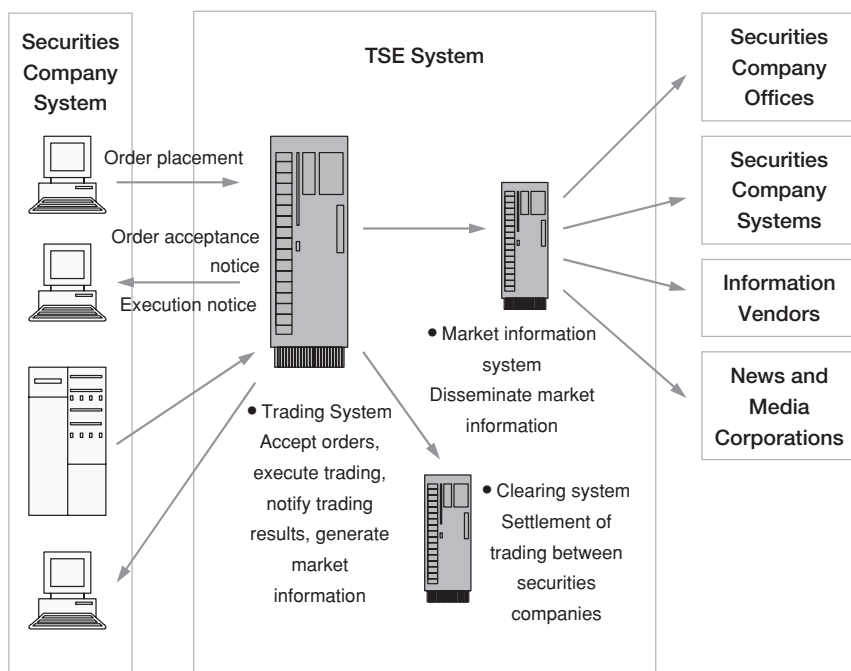 Securities
Company
System
Order placement
Order acceptance
notice
Execution notice
TSE System
• Trading System
Accept orders,
execute trading,
notify trading
results, generate
market
information
• Market information
system
Disseminate market
information
• Clearing system
Settlement of
trading between
securities
companies
Securities
Company
Offices
Securities
Company
Systems
Information
Vendors
News and
Media
Corporations